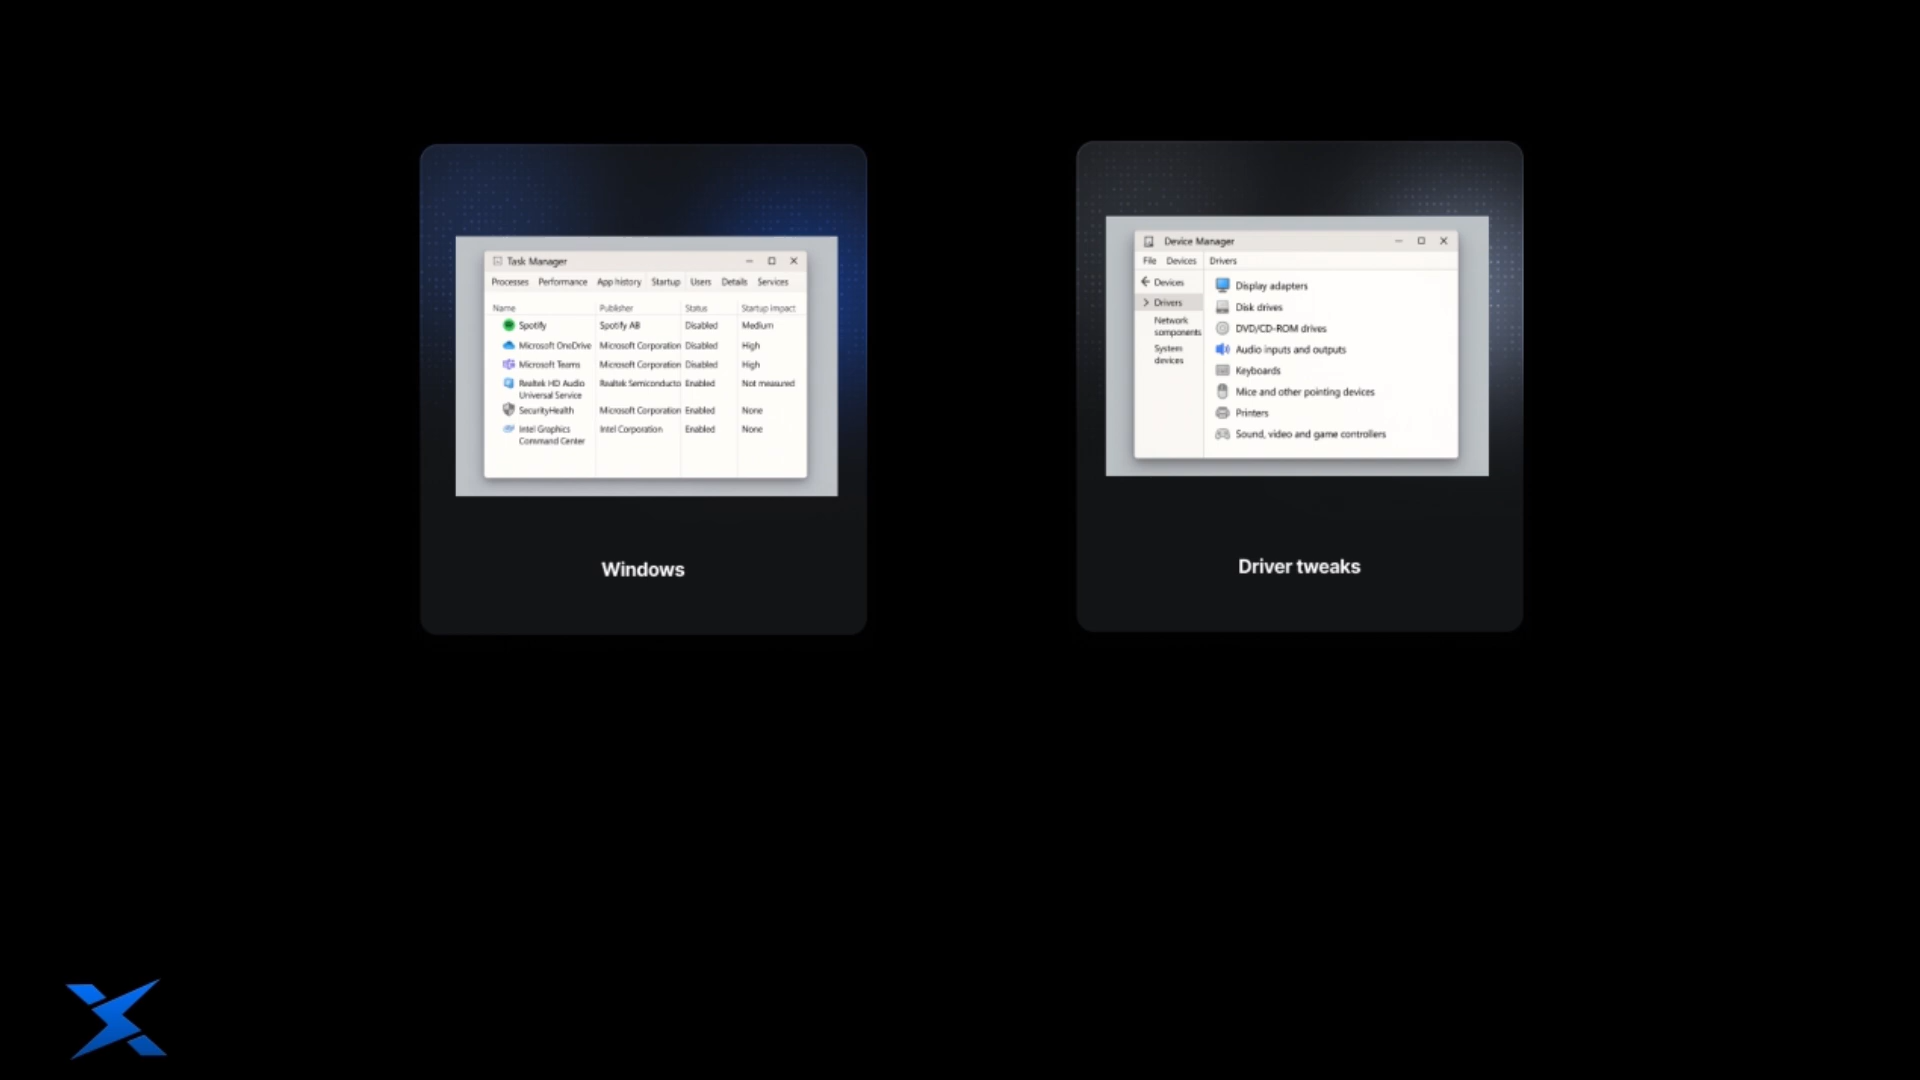 Task Manager
Processes Performance App history Startup Users Details Services
Name Publisher Status Startup impact
Spotify Spotify AB Disabled Medium
Microsoft OneDrive Microsoft Corporation Disabled High
Microsoft Teams Microsoft Corporation Disabled High
Realtek HD Audio Realtek Semiconducto Enabled Not measured
Universal Service
SecurityHealth Microsoft Corporation Enabled None
Intel Graphics Intel Corporation Enabled None
Command Center
Windows
Device Manager
File Devices Drivers
Devices
Drivers
Network
somponents
System
devices
Display adapters
Disk drives
DVD/CD-ROM drives
Audio inputs and outputs
Keyboards
Mice and other pointing devices
Printers
Sound, video and game controllers
Driver tweaks